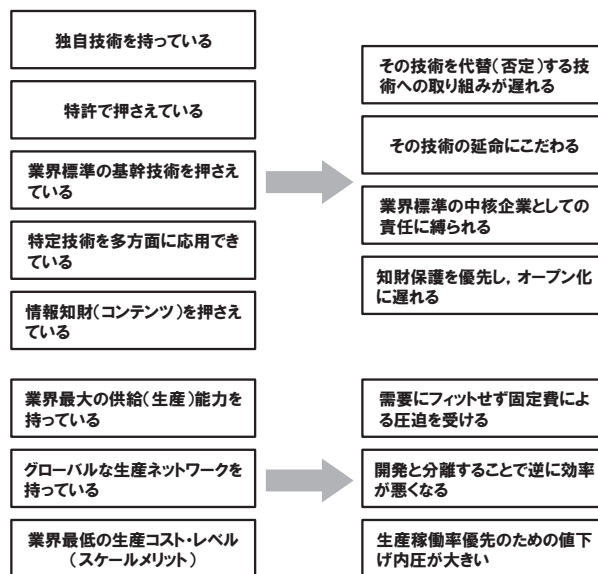 独自技術を持っている
特許で押さえている
業界標準の基幹技術を押さえ
ている
特定技術を多方面に応用でき
ている
情報知財(コンテンツ)を押さえ
ている
その技術を代替(否定)する技
術への取り組みが遅れる
その技術の延命にこだわる
業界標準の中核企業としての
責任に縛られる
知財保護を優先し，オープン化
に遅れる
業界最大の供給(生産)能力を
持っている
グローバルな生産ネットワークを
持っている
業界最低の生産コスト・レベル
(スケールメリット)
需要にフィットせず固定費によ
る圧迫を受ける
開発と分離することで逆に効率
が悪くなる
生産稼働率優先のための値下
げ内圧が大きい